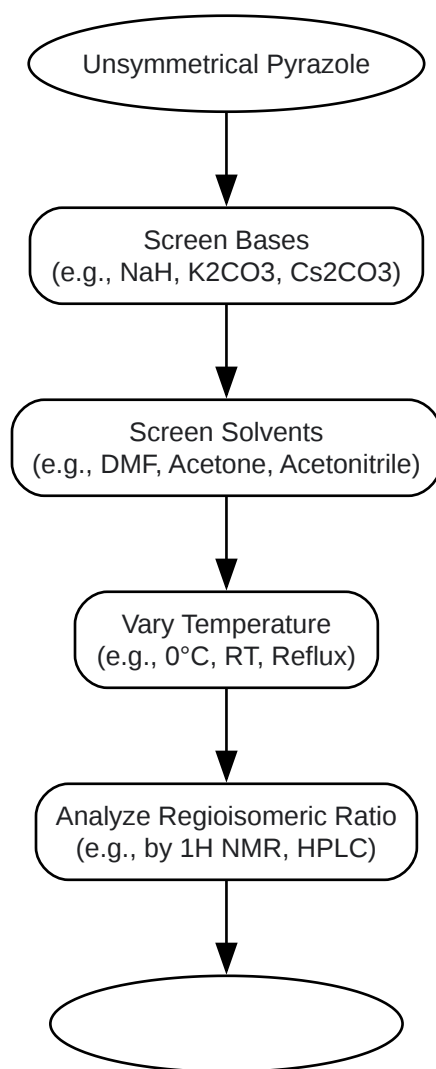 Unsymmetrical Pyrazole
Screen Bases
(e.g., NaH, K2CO3, Cs2CO3)
Screen Solvents
(e.g., DMF, Acetone, Acetonitrile)
Vary Temperature
(e.g., 0°C, RT, Reflux)
Analyze Regioisomeric Ratio
(e.g., by 1H NMR, HPLC)